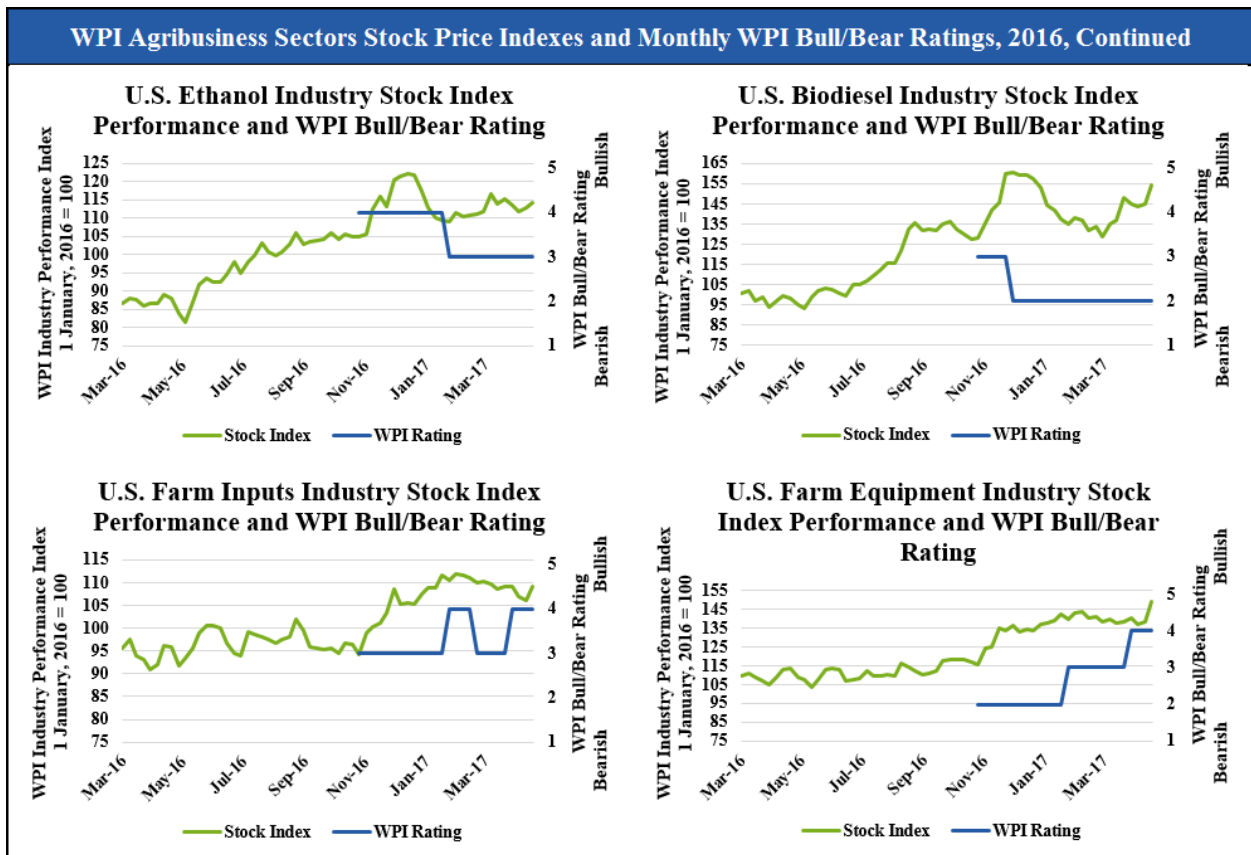 WPI Agribusiness Sectors Stock Price Indexes and Monthly WPI Bull/Bear Ratings, 2016, Continued
U.S. Ethanol Industry Stock Index
Performance and WPI Bull/Bear Rating
WPI Industry Performance Index
1 January, 2016 = 100
125
120
115
110
105
100
95
90
85
80
75
5
4
3
2
1
WPI Bull/Bear Rating
Bearish
Bullish
Mar-16
May-16
Jul-16
Sep-16
Nov-16
Jan-17
Mar-17
Stock Index
WPI Rating
U.S. Biodiesel Industry Stock Index
Performance and WPI Bull/Bear Rating
WPI Industry Performance Index
1 January, 2016 = 100
165
155
145
135
125
115
105
95
85
75
5
4
3
2
1
WPI Bull/Bear Rating
Bearish
Bullish
Mar-16
May-16
Jul-16
Sep-16
Nov-16
Jan-17
Mar-17
Stock Index
WPI Rating
U.S. Farm Inputs Industry Stock Index
Performance and WPI Bull/Bear Rating
WPI Industry Performance Index
1 January, 2016 = 100
115
110
105
100
95
90
85
80
75
5
4
3
2
1
WPI Bull/Bear Rating
Bearish
Bullish
Mar-16
May-16
Jul-16
Sep-16
Nov-16
Jan-17
Mar-17
Stock Index
WPI Rating
U.S. Farm Equipment Industry Stock
Index Performance and WPI Bull/Bear
Rating
WPI Industry Performance Index
1 January, 2016 = 100
155
145
135
125
115
105
95
85
75
5
4
3
2
1
WPI Bull/Bear Rating
Bearish
Bullish
Mar-16
May-16
Jul-16
Sep-16
Nov-16
Jan-17
Mar-17
Stock Index
WPI Rating